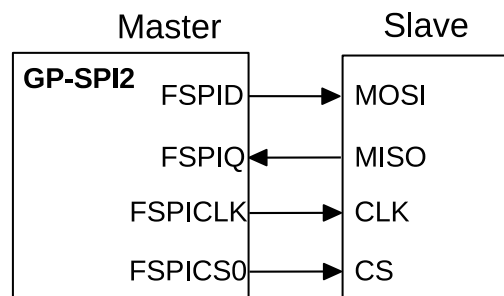 Master Slave
GP-SPI2
FSPID MOSI
FSPIQ MISO
FSPICLK CLK
FSPICS0 CS